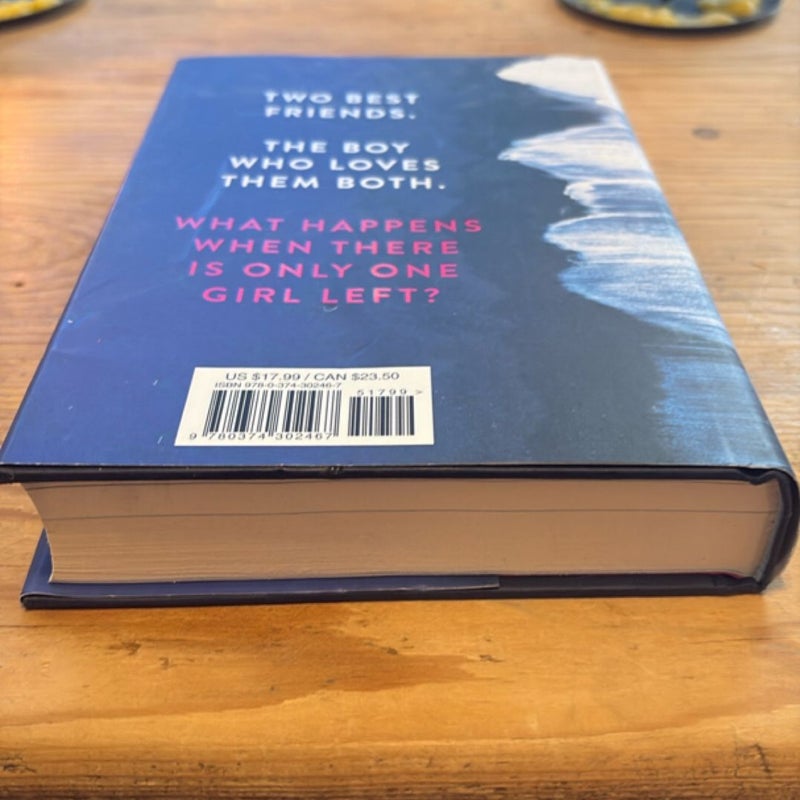 TWO BEST
FRIENDS.
THE BOY
WHO LOVES
THEM BOTH.
WHAT HAPPENS
WHEN THERE
IS ONLY ONE
GIRL LEFT?
US $17.99 / CAN $23.50
ISBN 978-0-374-30246-7
51799 >
9 780374 302467